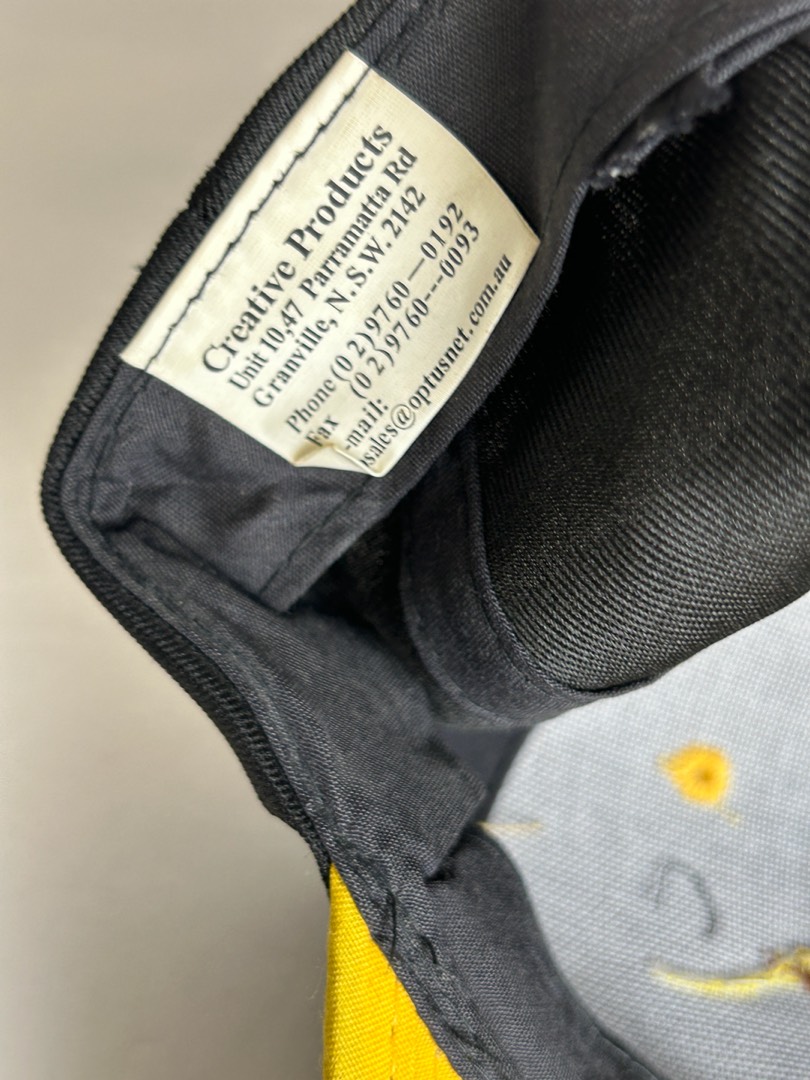 Creative Products
Unit 10,47 Parramatta Rd
Granville, N.S.W. 2142
Phone (02)9760—0192
Fax (02)9760---0093
-mail:
sales@optusnet.com.au